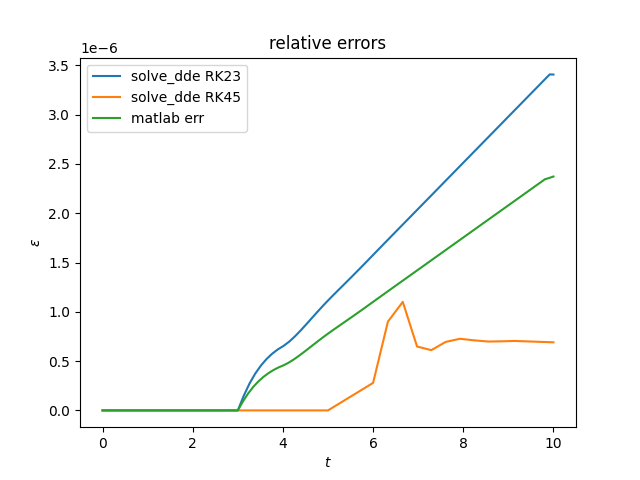 relative errors
1e−6
3.5
3.0
2.5
2.0
1.5
1.0
0.5
0.0
ε
solve_dde RK23
solve_dde RK45
matlab err
0 2 4 6 8 10
t